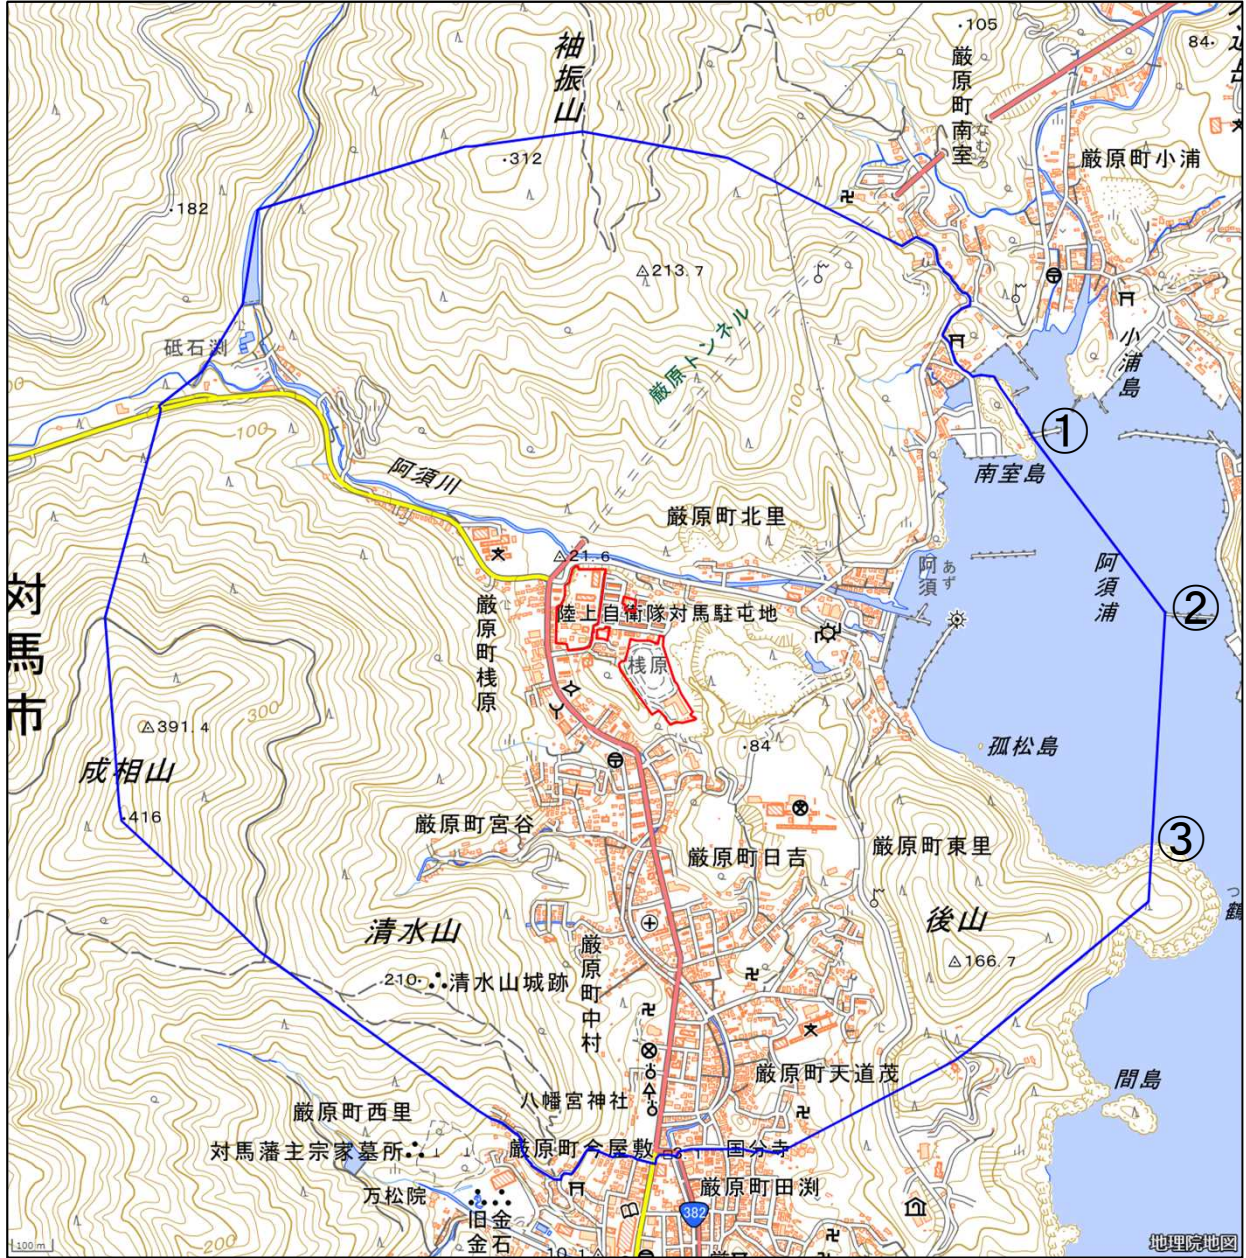 袖振山
100
・105
厳原町南室
なむろ
84・
厳原町小浦
・312
・182
213.7
小浦島
砥石渕
厳原トンネル
100
100
①
南室島
阿須川
厳原町北里
阿須
あず
阿須浦
②
21.6
陸上自衛隊対馬駐屯地
対馬市
厳原町桟原
桟原
300
391.4
成相山
・84
孤松島
・416
厳原町宮谷
厳原町日吉
厳原町東里
③
清水山
後山
166.7
210・
清水山城跡
厳原町中村
厳原町天道茂
間島
八幡宮神社
厳原町西里
対馬藩主宗家墓所
厳原町今屋敷
国分寺
万松院
厳原町田渕
旧金石
382
200
10.1
100 m
地理院地図